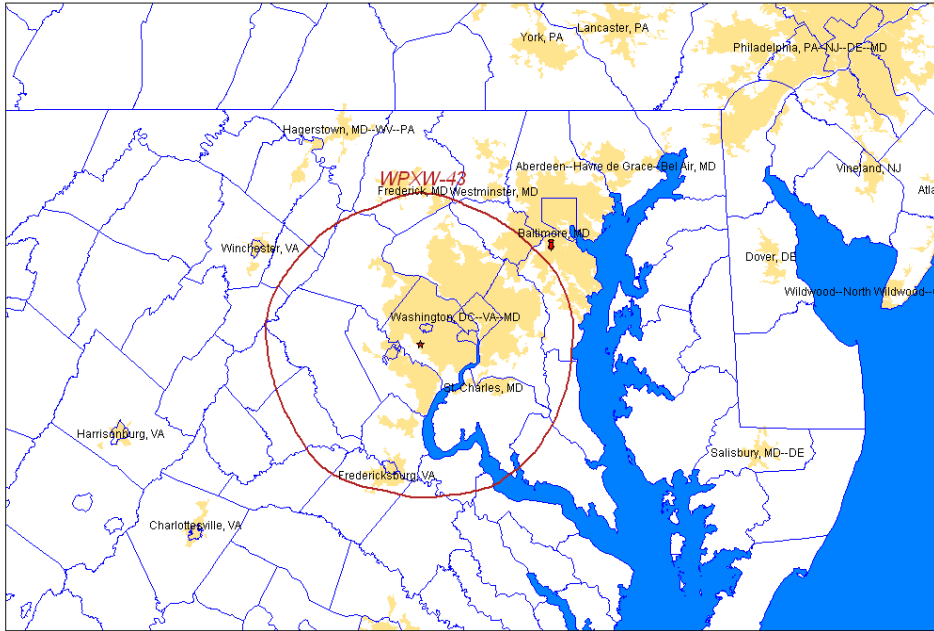 Lancaster, PA
York, PA
Philadelphia, PA--NJ--DE--MD
Hagerstown, MD--WV--PA
Aberdeen--Havre de Grace--Bel Air, MD
Vineland, NJ
WPXW-43
Frederick, MD
Westminster, MD
Atla
Baltimore, MD
Winchester, VA
Dover, DE
Wildwood--North Wildwood--
Washington, DC--VA--MD
St. Charles, MD
Harrisonburg, VA
Salisbury, MD--DE
Fredericksburg, VA
Charlottesville, VA